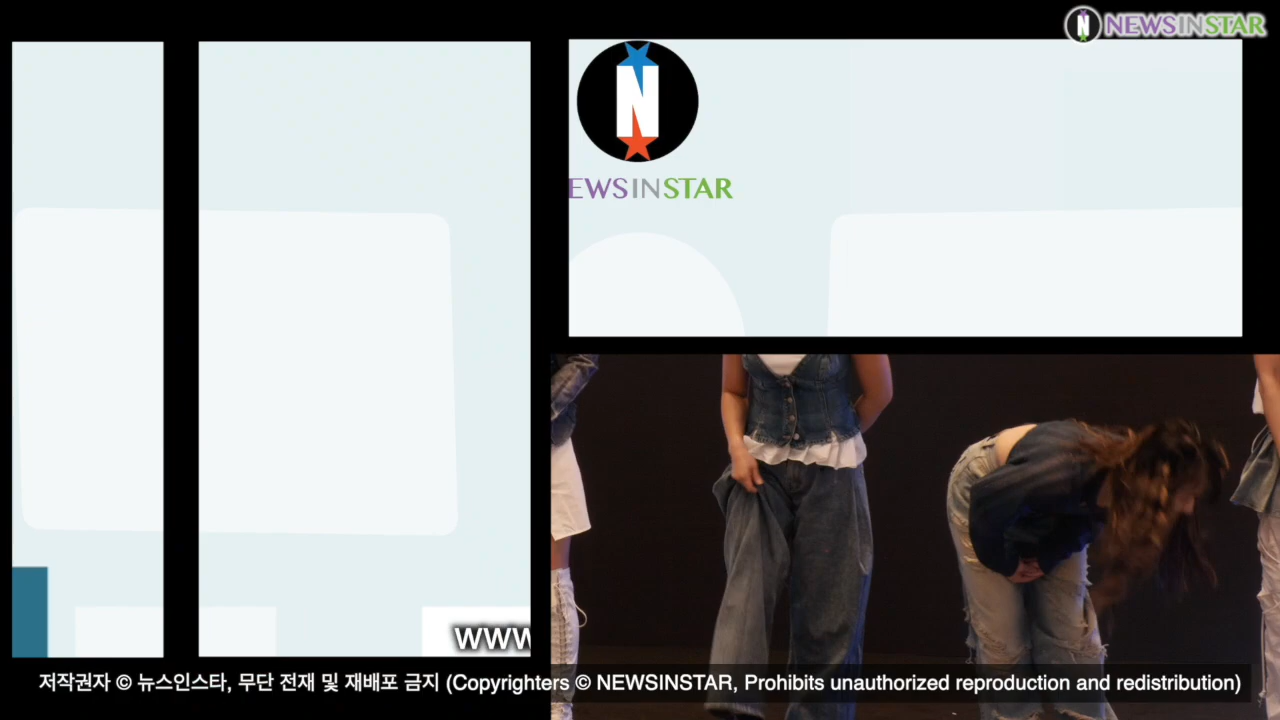 NEWSINSTAR
N
EWSINSTAR
www
저작권자 © 뉴스인스타, 무단 전재 및 재배포 금지 (Copyrighters © NEWSINSTAR, Prohibits unauthorized reproduction and redistribution)